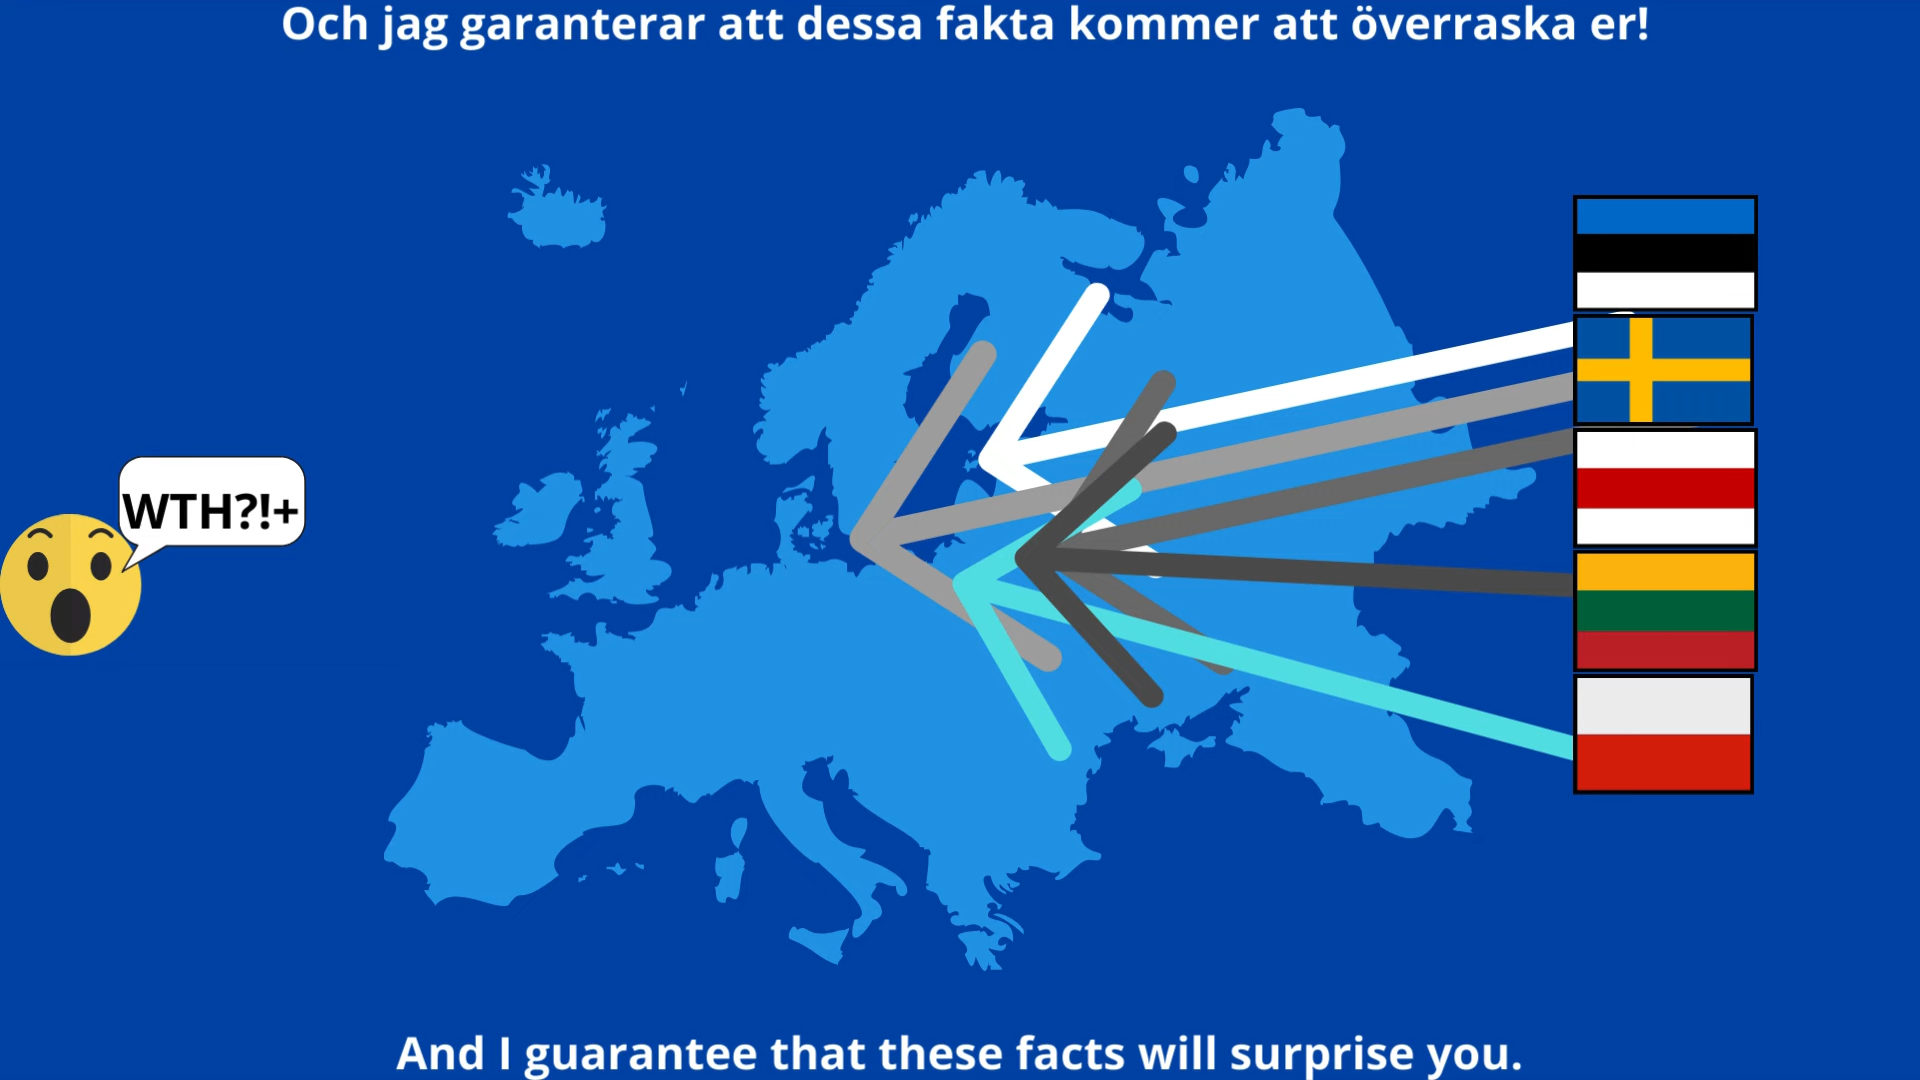 Och jag garanterar att dessa fakta kommer att överraska er!
WTH?!+
And I guarantee that these facts will surprise you.